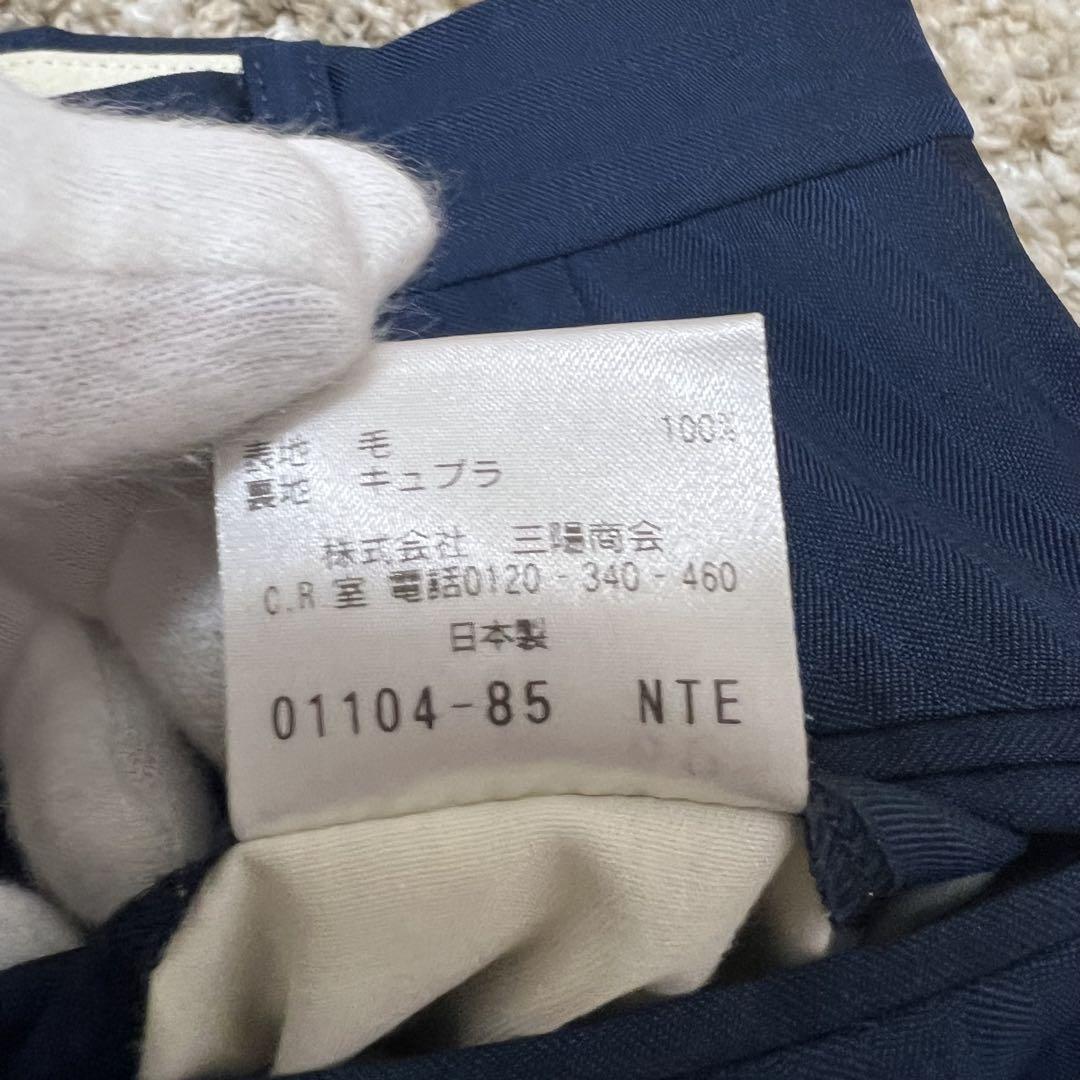 表地 毛 100%
裏地 キュプラ
株式会社 三陽商会
C.R.室 電話0120-340-460
日本製
01104-85 NTE